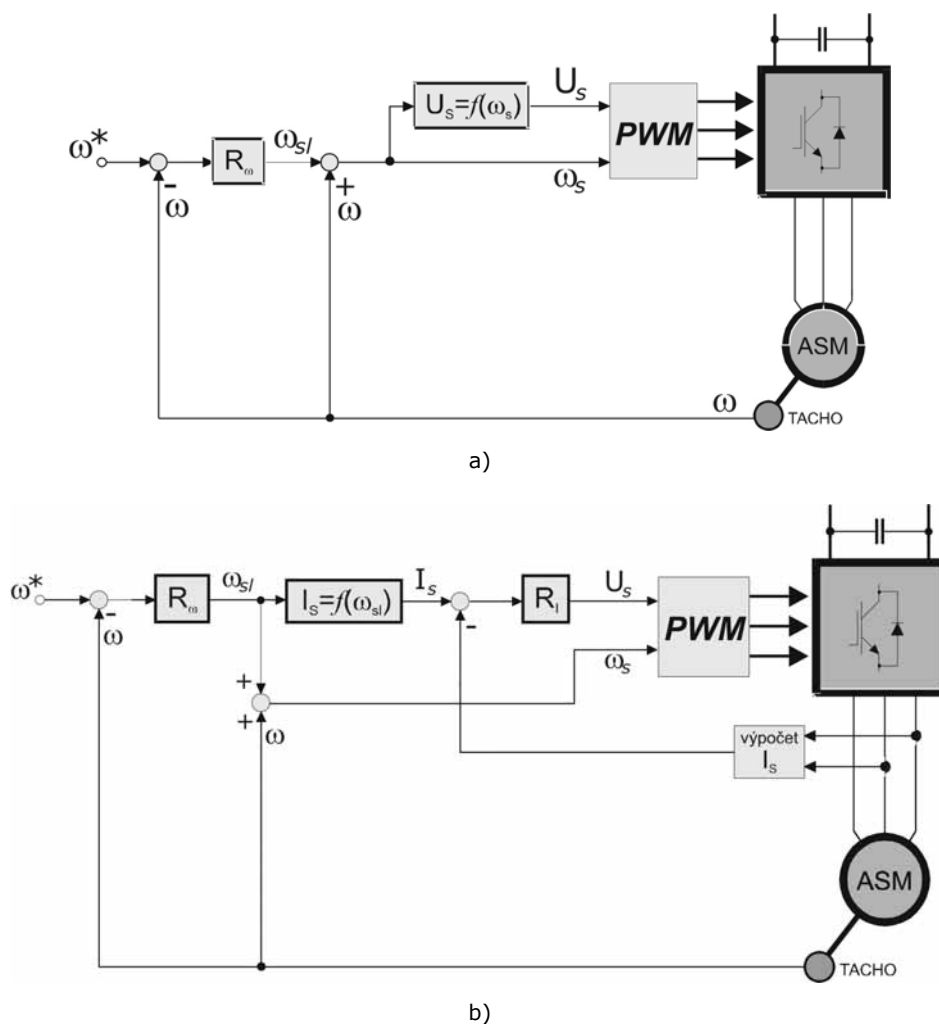 U_S=f(ω_s)
U_s
PWM
ω*
R_ω
ω_sl
ω_s
-
ω
+
ω
ASM
ω
TACHO
a)
ω*
R_ω
ω_sl
I_S=f(ω_sl)
I_s
R_I
U_s
PWM
-
ω
-
ω_s
+
+
ω
výpočet
I_S
ASM
TACHO
b)